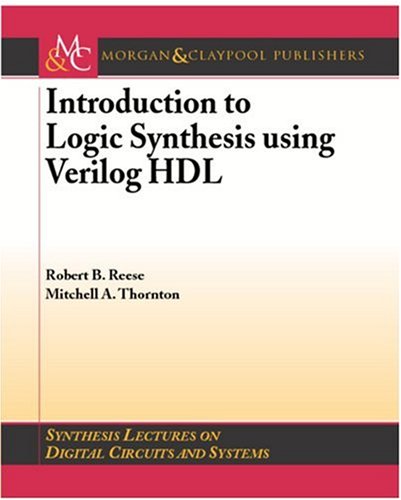 M
&C
MORGAN&CLAYPOOL PUBLISHERS
Introduction to
Logic Synthesis using
Verilog HDL
Robert B. Reese
Mitchell A. Thornton
SYNTHESIS LECTURES ON
DIGITAL CIRCUITS AND SYSTEMS